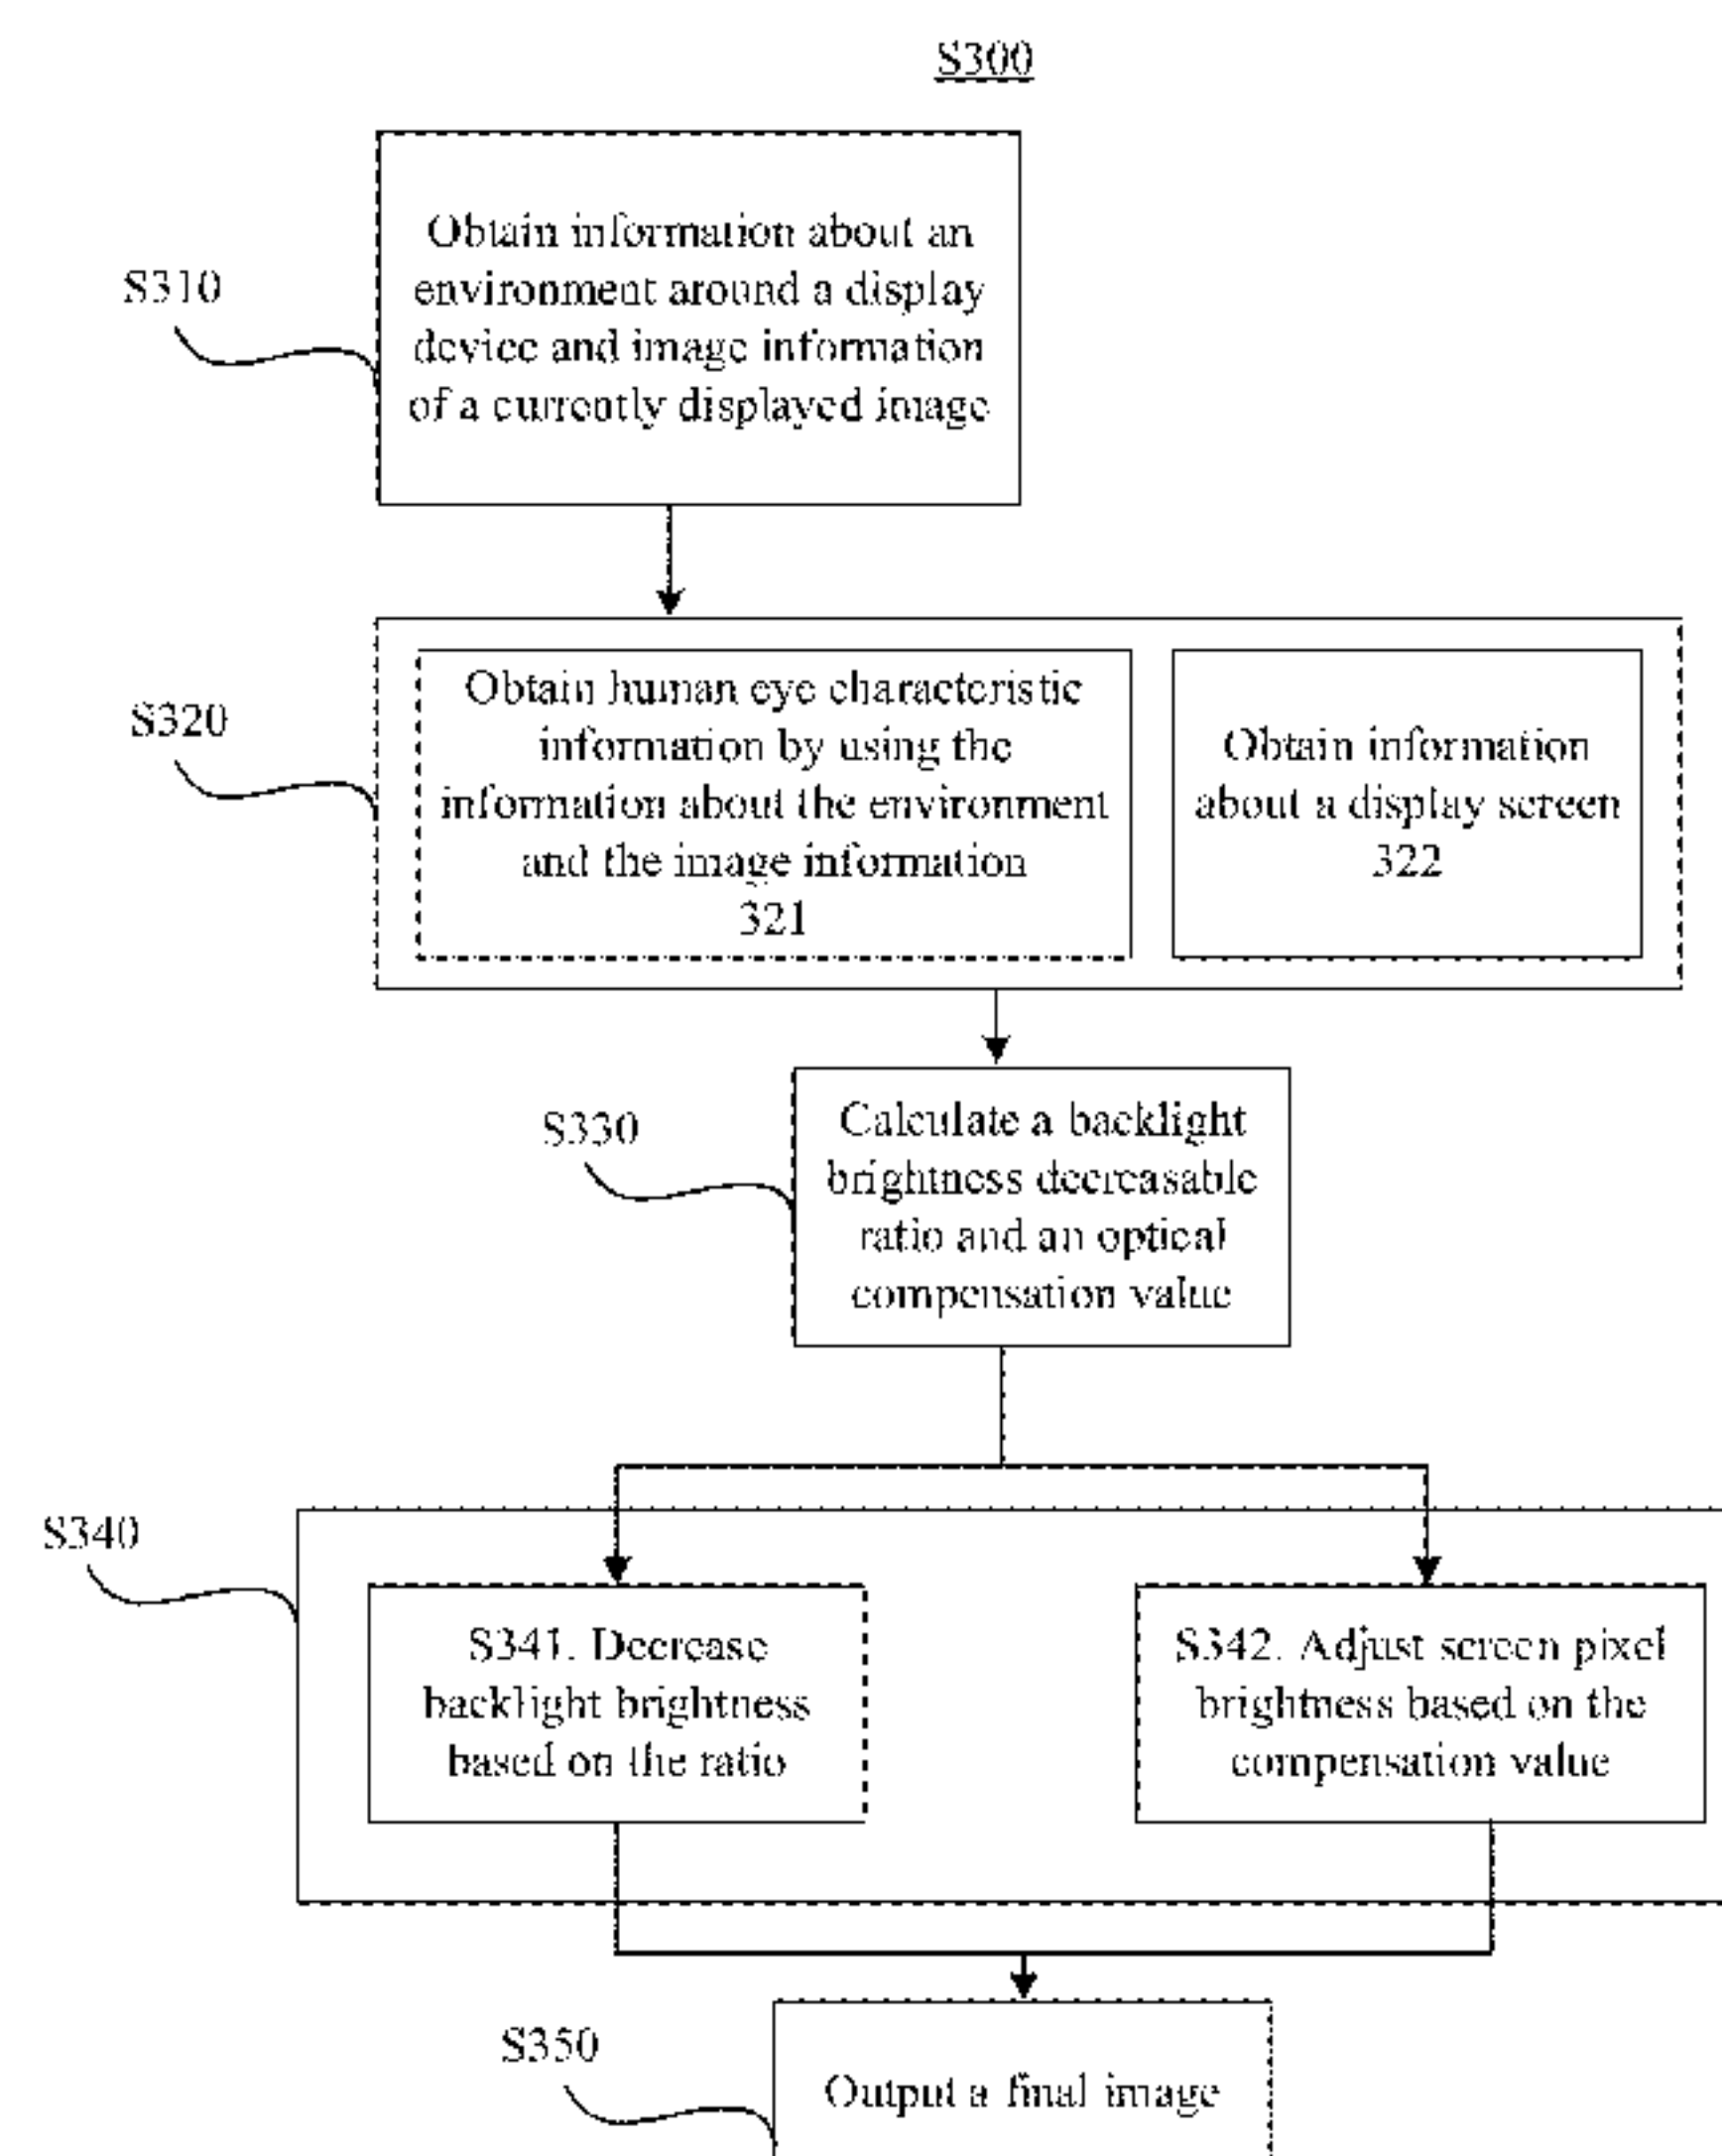 S300
S310
Obtain information about an
environment around a display
device and image information
of a currently displayed image
S320
Obtain human eye characteristic
information by using the
information about the environment
and the image information
321
Obtain information
about a display screen
322
S330
Calculate a backlight
brightness decreasable
ratio and an optical
compensation value
S340
S341. Decrease
backlight brightness
based on the ratio
S342. Adjust screen pixel
brightness based on the
compensation value
S350
Output a final image